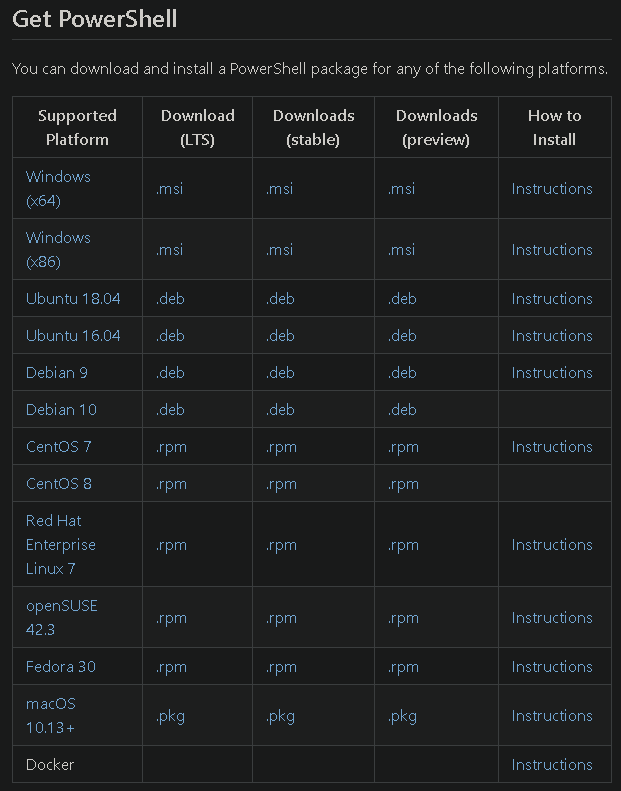 Get PowerShell
You can download and install a PowerShell package for any of the following platforms.
Supported Download Downloads Downloads How to
Platform (LTS) (stable) (preview) Install
Windows
(x64) .msi .msi .msi Instructions
Windows
(x86) .msi .msi .msi Instructions
Ubuntu 18.04 .deb .deb .deb Instructions
Ubuntu 16.04 .deb .deb .deb Instructions
Debian 9 .deb .deb .deb Instructions
Debian 10 .deb .deb .deb
CentOS 7 .rpm .rpm .rpm Instructions
CentOS 8 .rpm .rpm .rpm
Red Hat
Enterprise .rpm .rpm .rpm Instructions
Linux 7
openSUSE
42.3 .rpm .rpm .rpm Instructions
Fedora 30 .rpm .rpm .rpm Instructions
macOS
10.13+ .pkg .pkg .pkg Instructions
Docker Instructions